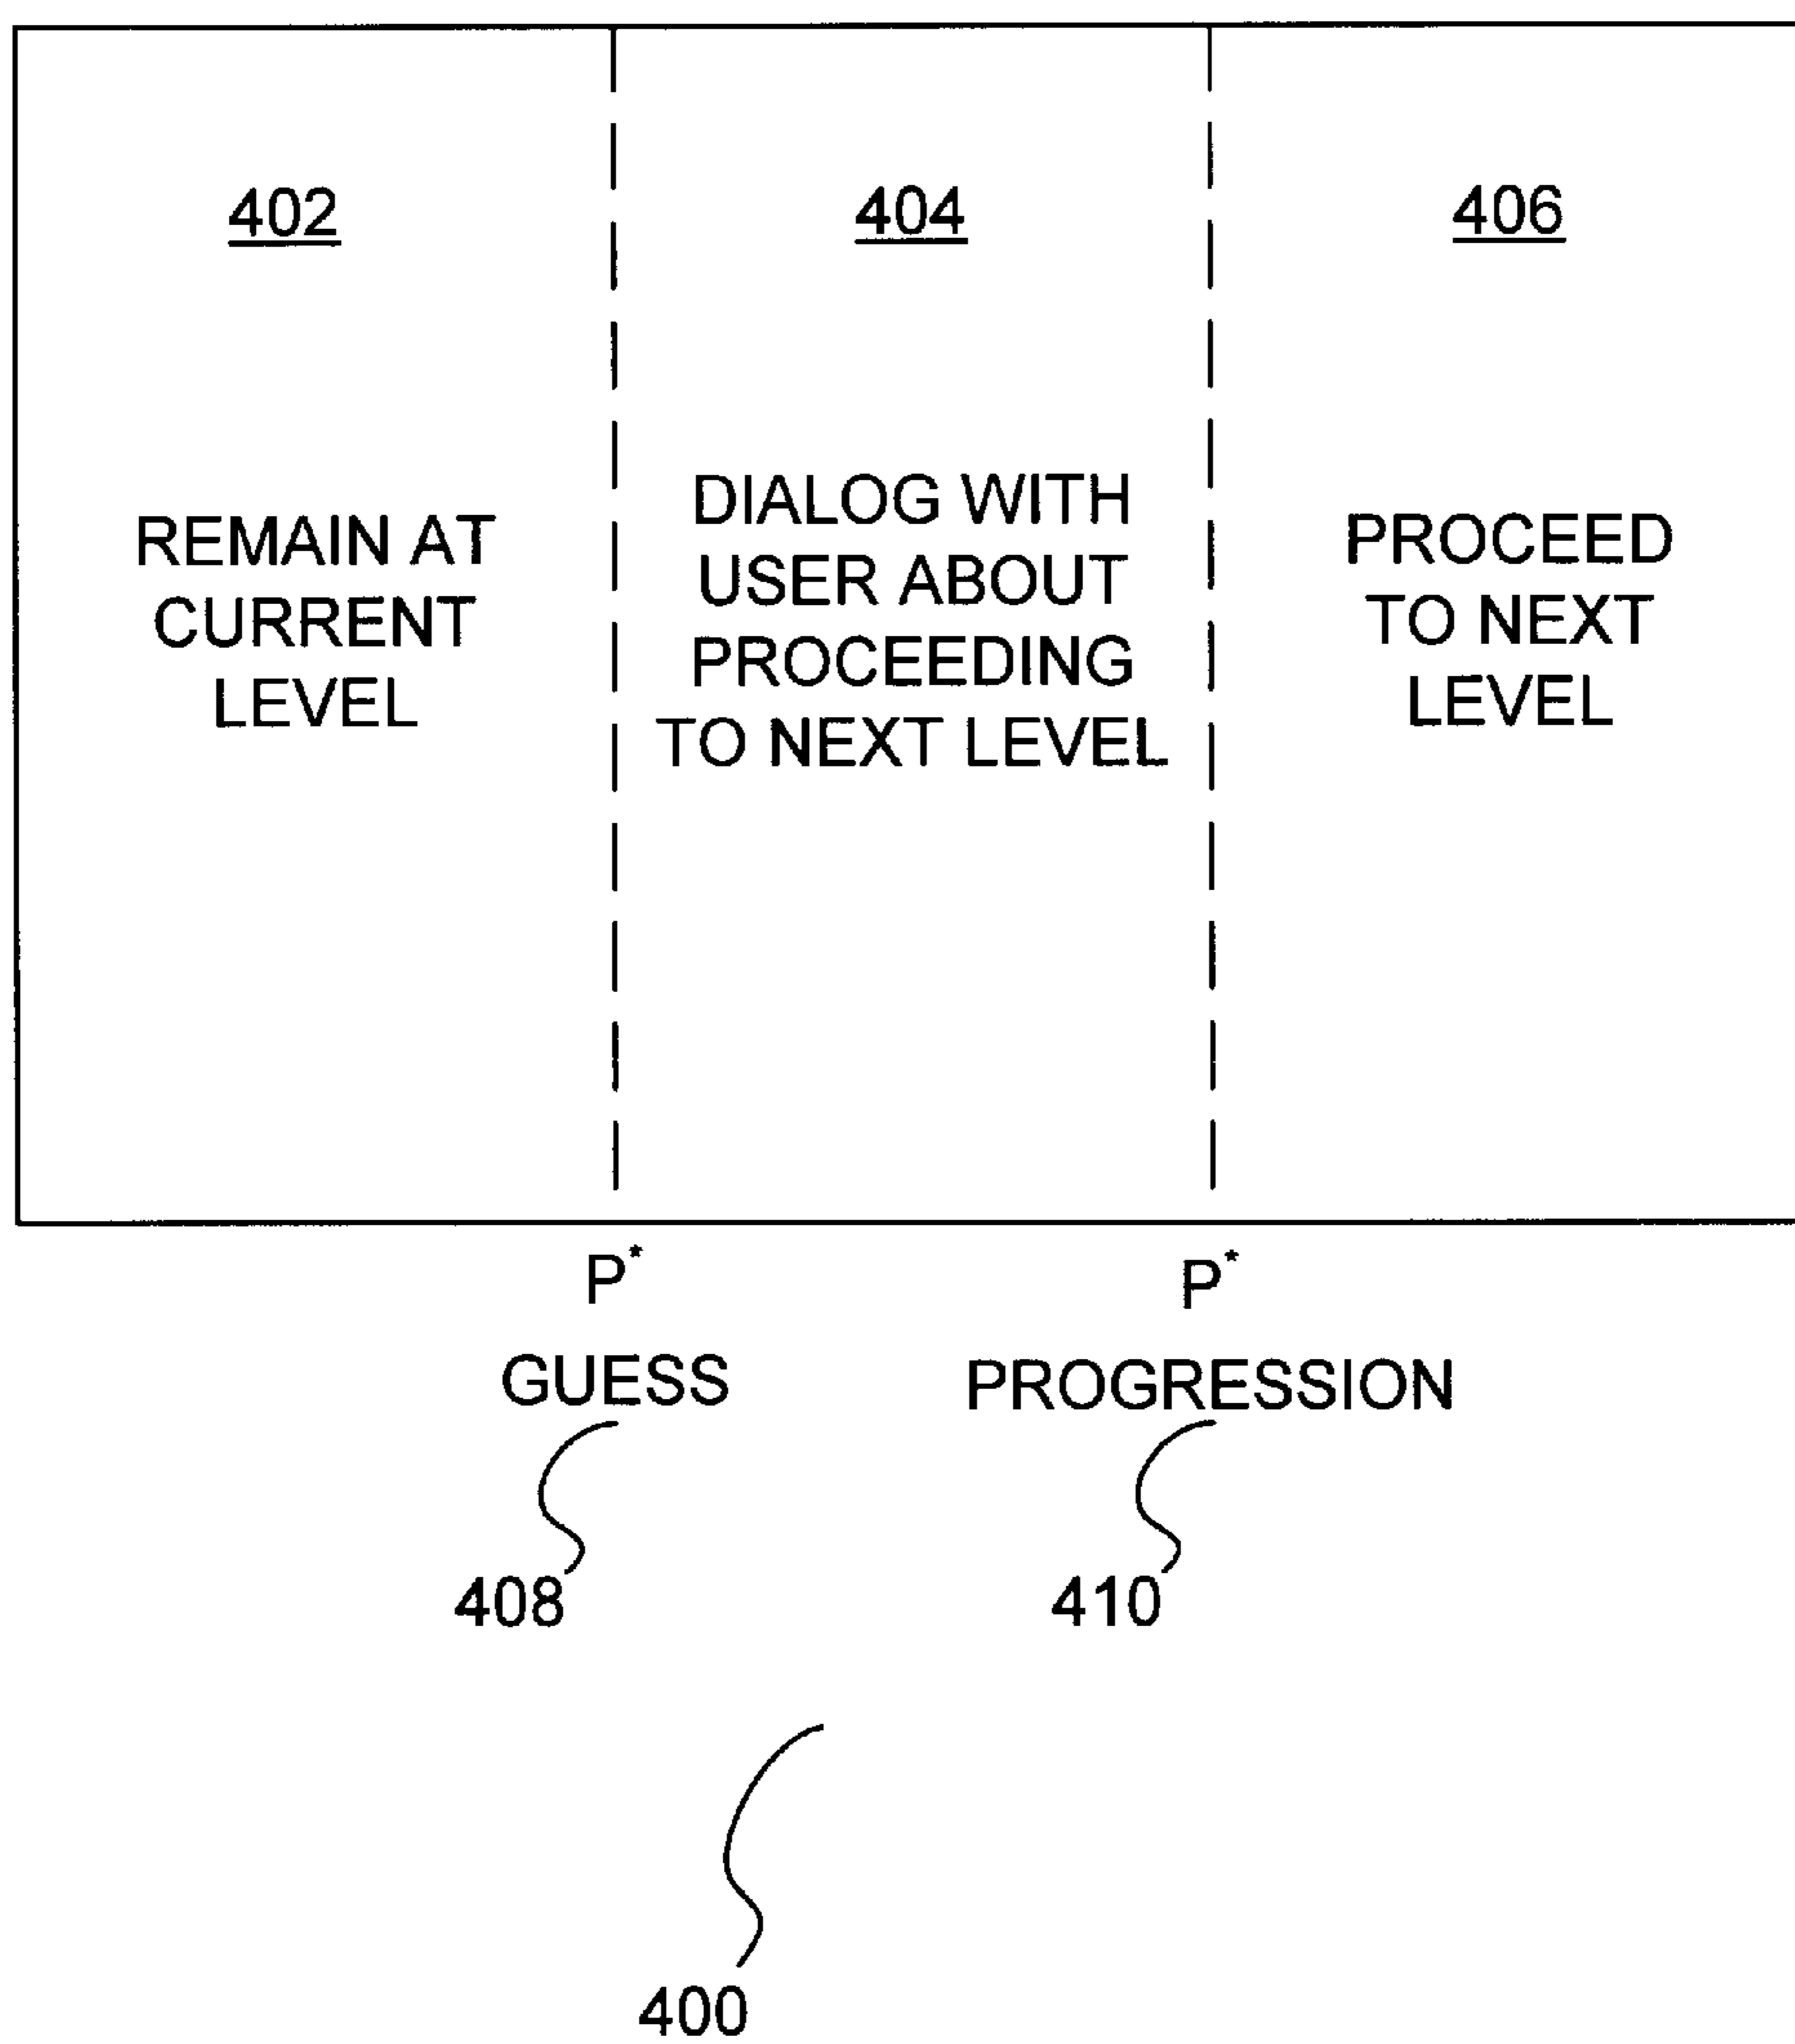 402
REMAIN AT
CURRENT
LEVEL
404
DIALOG WITH
USER ABOUT
PROCEEDING
TO NEXT LEVEL
406
PROCEED
TO NEXT
LEVEL
P*
GUESS
408
P*
PROGRESSION
410
400